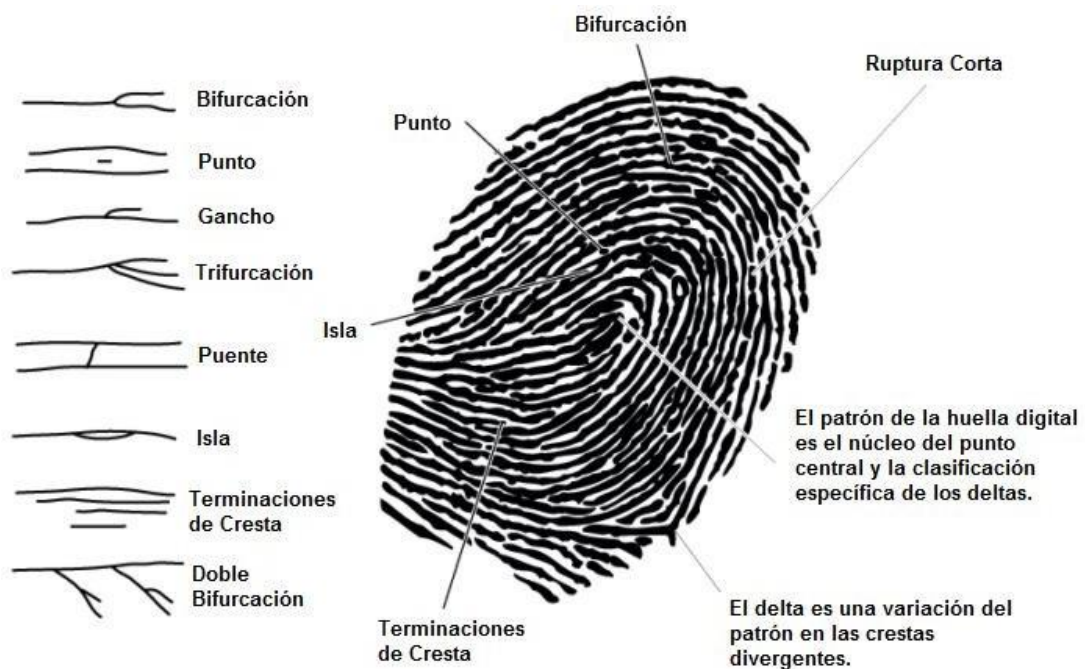 Bifurcación
Punto
Gancho
Trifurcación
Puente
Isla
Terminaciones
de Cresta
Doble
Bifurcación
Bifurcación
Ruptura Corta
Punto
Isla
El patrón de la huella digital
es el núcleo del punto
central y la clasificación
específica de los deltas.
Terminaciones
de Cresta
El delta es una variación del
patrón en las crestas
divergentes.